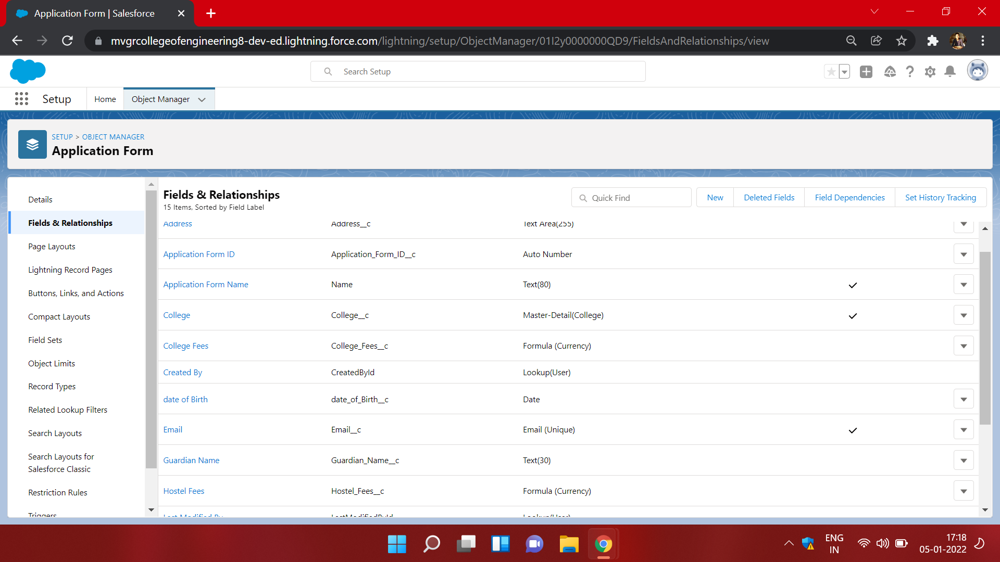 Application Form | Salesforce
mvgrcollegeofengineering8-dev-ed.lightning.force.com/lightning/setup/ObjectManager/01I2y0000000QD9/FieldsAndRelationships/view
Search Setup
Setup
Home
Object Manager
SETUP > OBJECT MANAGER
Application Form
Details
Fields & Relationships
Page Layouts
Lightning Record Pages
Buttons, Links, and Actions
Compact Layouts
Field Sets
Object Limits
Record Types
Related Lookup Filters
Search Layouts
Search Layouts for
Salesforce Classic
Restriction Rules
Triggers
Fields & Relationships
15 Items, Sorted by Field Label
Quick Find
New
Deleted Fields
Field Dependencies
Set History Tracking
Address Address__c Text Area(255)
Application Form ID Application_Form_ID__c Auto Number
Application Form Name Name Text(80)
College College__c Master-Detail(College)
College Fees College_Fees__c Formula (Currency)
Created By CreatedById Lookup(User)
date of Birth date_of_Birth__c Date
Email Email__c Email (Unique)
Guardian Name Guardian_Name__c Text(30)
Hostel Fees Hostel_Fees__c Formula (Currency)
Last Modified By LastModifiedById Lookup(User)
ENG
IN
17:18
05-01-2022